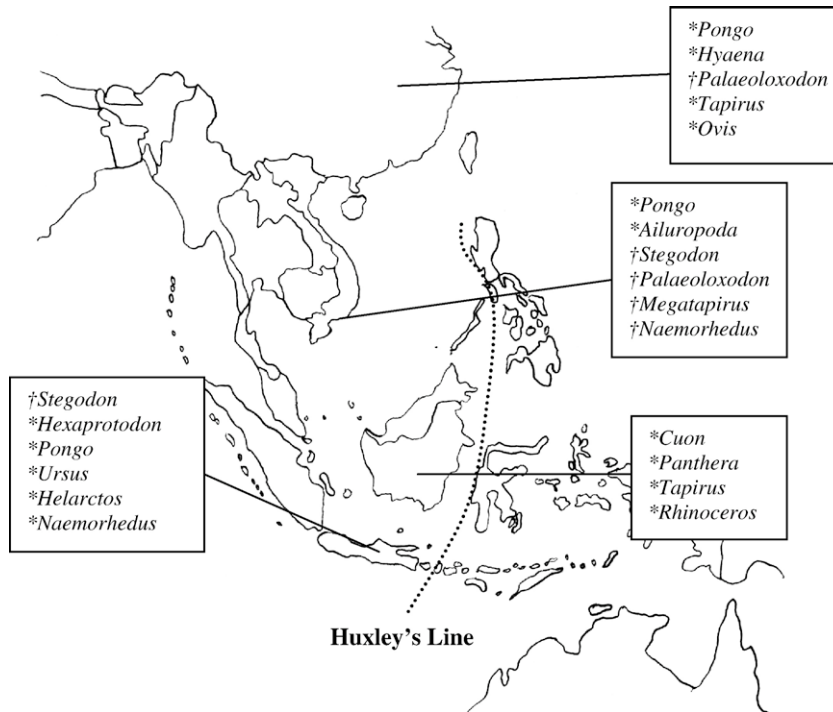 *Pongo
*Hyaena
†Palaeoloxodon
*Tapirus
*Ovis
*Pongo
*Ailuropoda
†Stegodon
†Palaeoloxodon
†Megatapirus
†Naemorhedus
†Stegodon
*Hexaprotodon
*Pongo
*Ursus
*Helarctos
*Naemorhedus
*Cuon
*Panthera
*Tapirus
*Rhinoceros
Huxley's Line